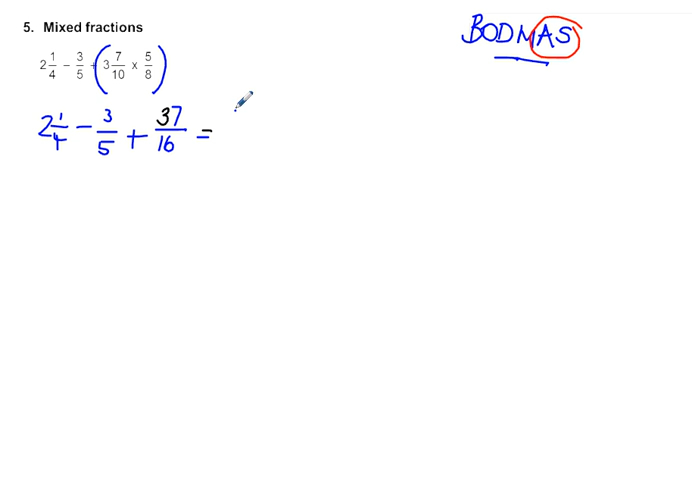 5. Mixed fractions
BODMAS
2 1/4 - 3/5 + (3 7/10 x 5/8)
2 1/4 - 3/5 + 37/16 =